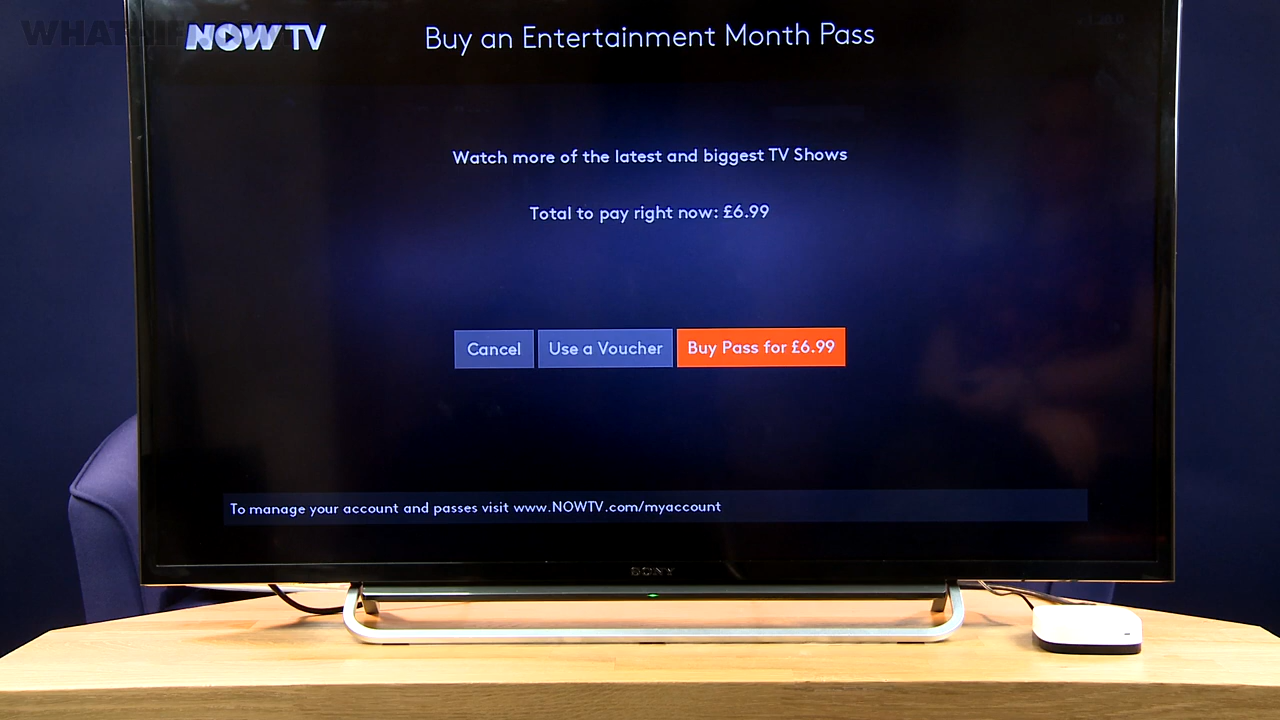 NOW TV
Buy an Entertainment Month Pass
Watch more of the latest and biggest TV Shows
Total to pay right now: £6.99
Cancel
Use a Voucher
Buy Pass for £6.99
To manage your account and passes visit www.NOWTV.com/myaccount
SONY